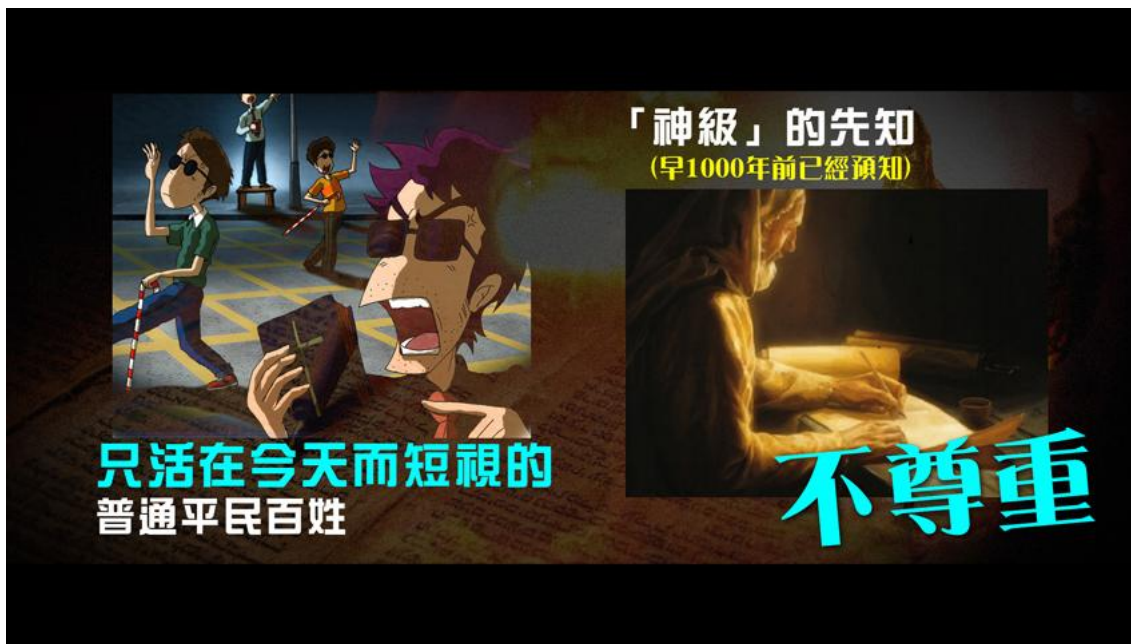 「神級」的先知
(早1000年前已經預知)
只活在今天而短視的
普通平民百姓
不尊重